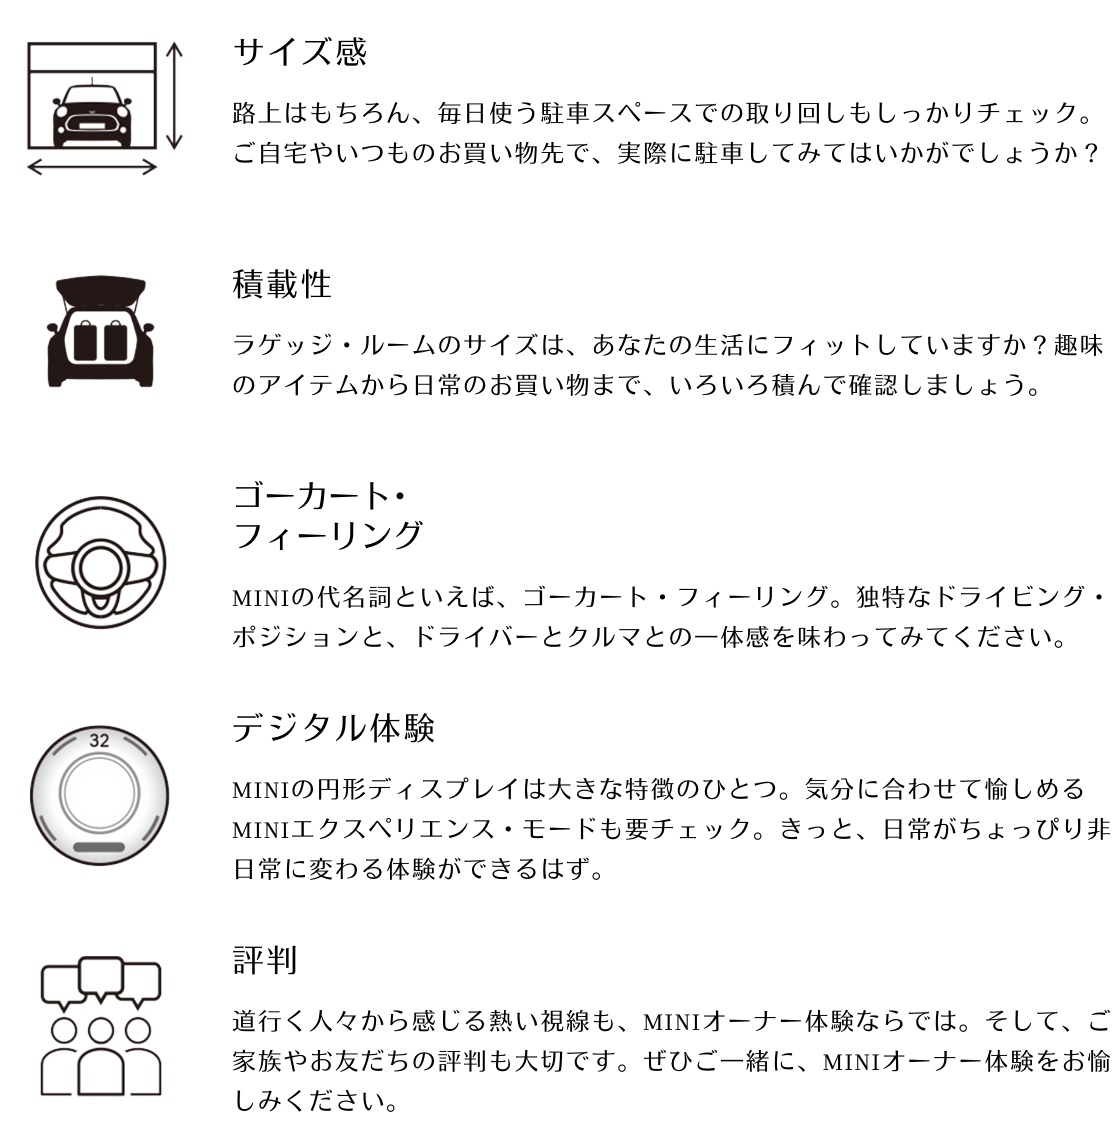 サイズ感
路上はもちろん、毎日使う駐車スペースでの取り回しもしっかりチェック。
ご自宅やいつものお買い物先で、実際に駐車してみてはいかがでしょうか？
積載性
ラゲッジ・ルームのサイズは、あなたの生活にフィットしていますか？趣味
のアイテムから日常のお買い物まで、いろいろ積んで確認しましょう。
ゴーカート・
フィーリング
MINIの代名詞といえば、ゴーカート・フィーリング。独特なドライビング・
ポジションと、ドライバーとクルマとの一体感を味わってみてください。
デジタル体験
32
MINIの円形ディスプレイは大きな特徴のひとつ。気分に合わせて愉しめる
MINIエクスペリエンス・モードも要チェック。きっと、日常がちょっぴり非
日常に変わる体験ができるはず。
評判
道行く人々から感じる熱い視線も、MINIオーナー体験ならでは。そして、ご
家族やお友だちの評判も大切です。ぜひご一緒に、MINIオーナー体験をお愉
しみください。